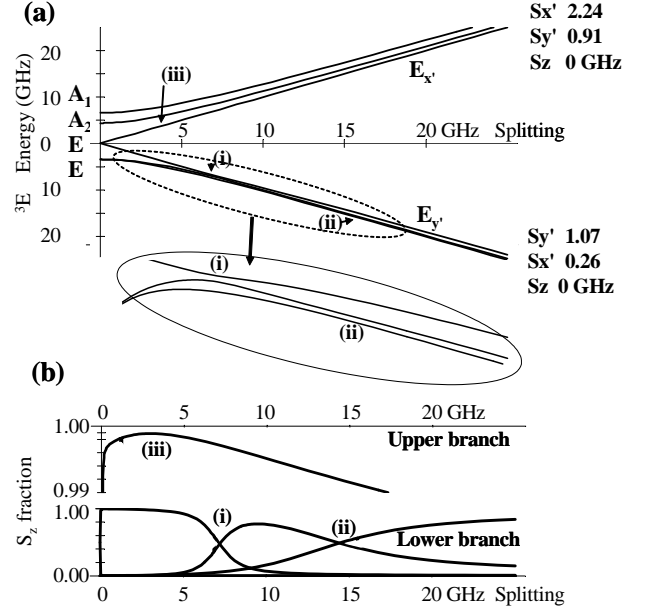 (a)
Sx' 2.24
Sy' 0.91
Sz 0 GHz
³E Energy (GHz)
20
10
0
10
20
A₁
A₂
E
E
(iii)
Eₓ'
5
10
15
20 GHz Splitting
(i)
(ii)
E_y'
Sy' 1.07
Sx' 0.26
Sz 0 GHz
(i)
(ii)
(b)
0 5 10 15 20 GHz
1.00
0.99
(iii)
Upper branch
S_z fraction
1.00
0.00
(i)
(ii)
Lower branch
0 5 10 15 20 GHz Splitting